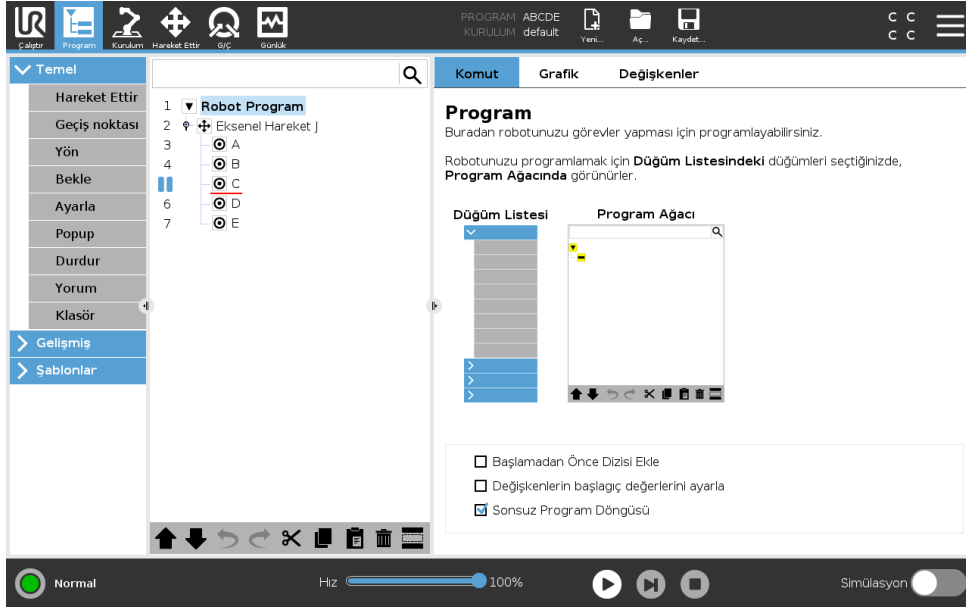 PROGRAM ABCDE
KURULUM default
C C
C C
Çalıştır Program Kurulum Hareket Ettir G/Ç Günlük Yeni... Aç... Kaydet...
Temel
Hareket Ettir
Geçiş noktası
Yön
Bekle
Ayarla
Popup
Durdur
Yorum
Klasör
Gelişmiş
Şablonlar
1 Robot Program
2 Eksenel Hareket J
3 A
4 B
C
6 D
7 E
Komut Grafik Değişkenler
Program
Buradan robotunuzu görevler yapması için programlayabilirsiniz.
Robotunuzu programlamak için Düğüm Listesindeki düğümleri seçtiğinizde,
Program Ağacında görünürler.
Düğüm Listesi Program Ağacı
Başlamadan Önce Dizisi Ekle
Değişkenlerin başlagıç değerlerini ayarla
Sonsuz Program Döngüsü
Normal Hız 100% Simülasyon